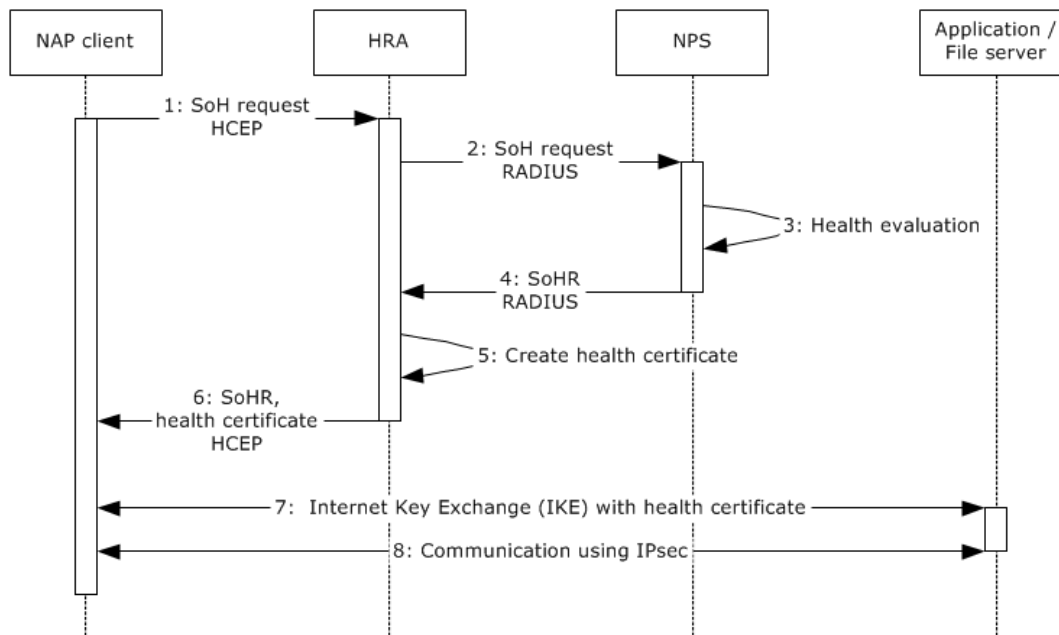 NAP client
HRA
NPS
Application /
File server
1: SoH request
HCEP
2: SoH request
RADIUS
3: Health evaluation
4: SoHR
RADIUS
5: Create health certificate
6: SoHR,
health certificate
HCEP
7:  Internet Key Exchange (IKE) with health certificate
8: Communication using IPsec